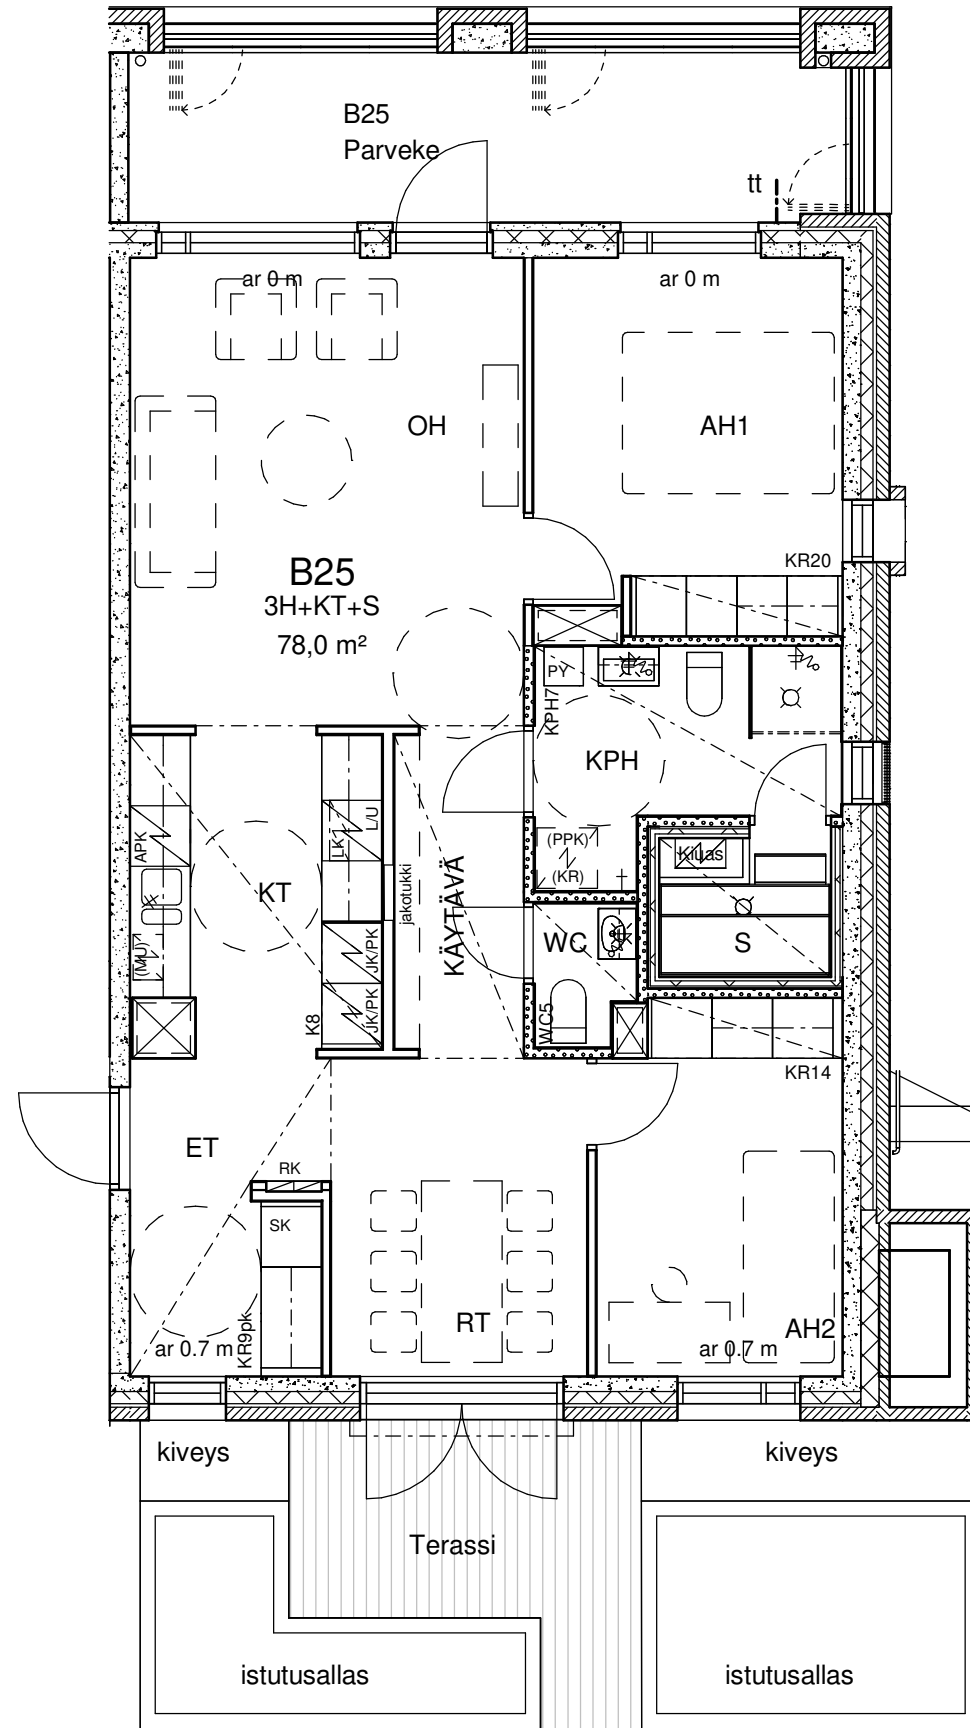 B25
Parveke
tt
ar 0 m
ar 0 m
OH
AH1
B25
3H+KT+S
78,0 m²
KR20
PY
KPH7
KPH
APK
LK
L/U
(PPK)
(KR)
Kiuas
KT
jakotukki
KÄYTÄVÄ
(MU)
JK/PK
JK/PK
WC
S
K8
WC5
KR14
ET
RK
SK
KR9pk
RT
AH2
ar 0.7 m
ar 0.7 m
kiveys
kiveys
Terassi
istutusallas
istutusallas